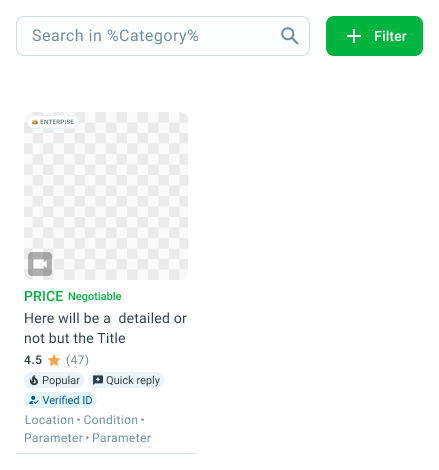 Search in %Category%
Filter
ENTERPISE
PRICE Negotiable
Here will be a detailed or
not but the Title
4.5 (47)
Popular Quick reply
Verified ID
Location • Condition •
Parameter • Parameter